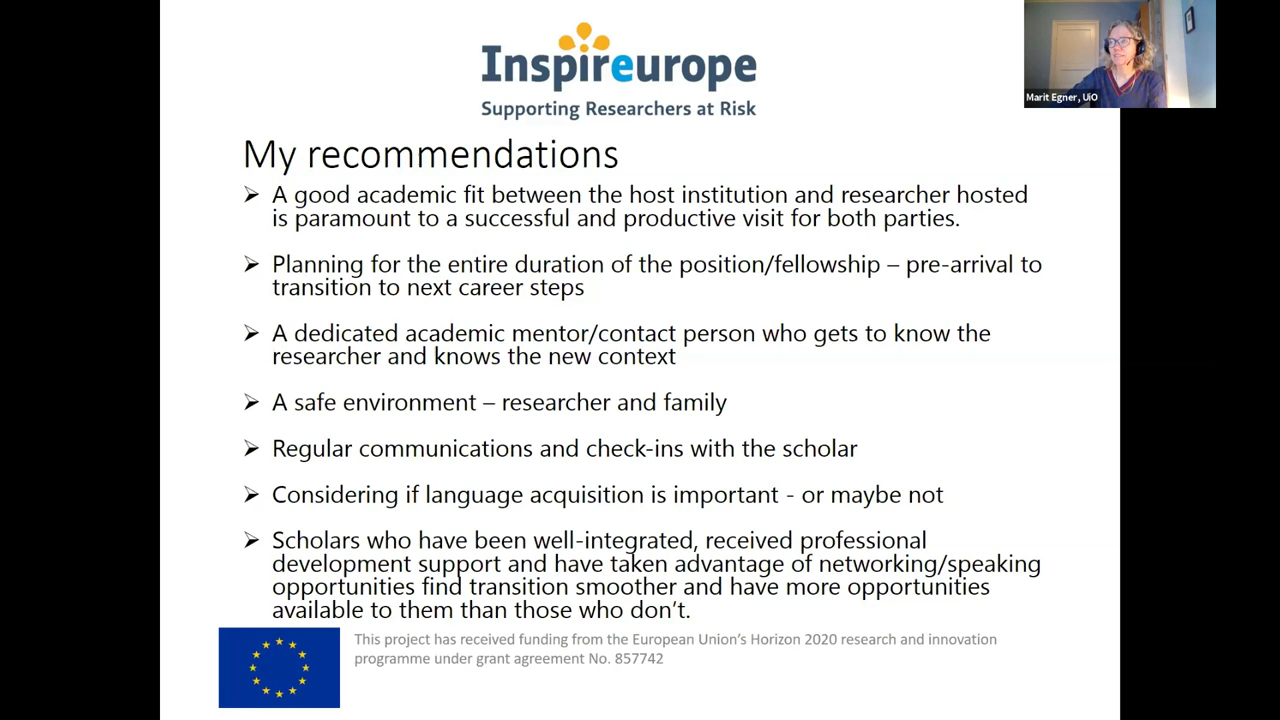 Inspireurope
Supporting Researchers at Risk
Marit Egner, UiO
My recommendations
➢ A good academic fit between the host institution and researcher hosted
is paramount to a successful and productive visit for both parties.
➢ Planning for the entire duration of the position/fellowship – pre-arrival to
transition to next career steps
➢ A dedicated academic mentor/contact person who gets to know the
researcher and knows the new context
➢ A safe environment – researcher and family
➢ Regular communications and check-ins with the scholar
➢ Considering if language acquisition is important - or maybe not
➢ Scholars who have been well-integrated, received professional
development support and have taken advantage of networking/speaking
opportunities find transition smoother and have more opportunities
available to them than those who don’t.
This project has received funding from the European Union’s Horizon 2020 research and innovation
programme under grant agreement No. 857742